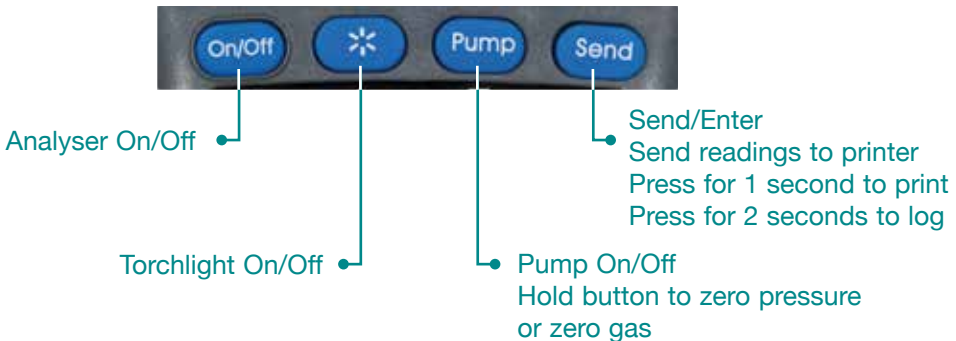 On/Off
Pump
Send
Analyser On/Off
Send/Enter
Send readings to printer
Press for 1 second to print
Press for 2 seconds to log
Torchlight On/Off
Pump On/Off
Hold button to zero pressure
or zero gas